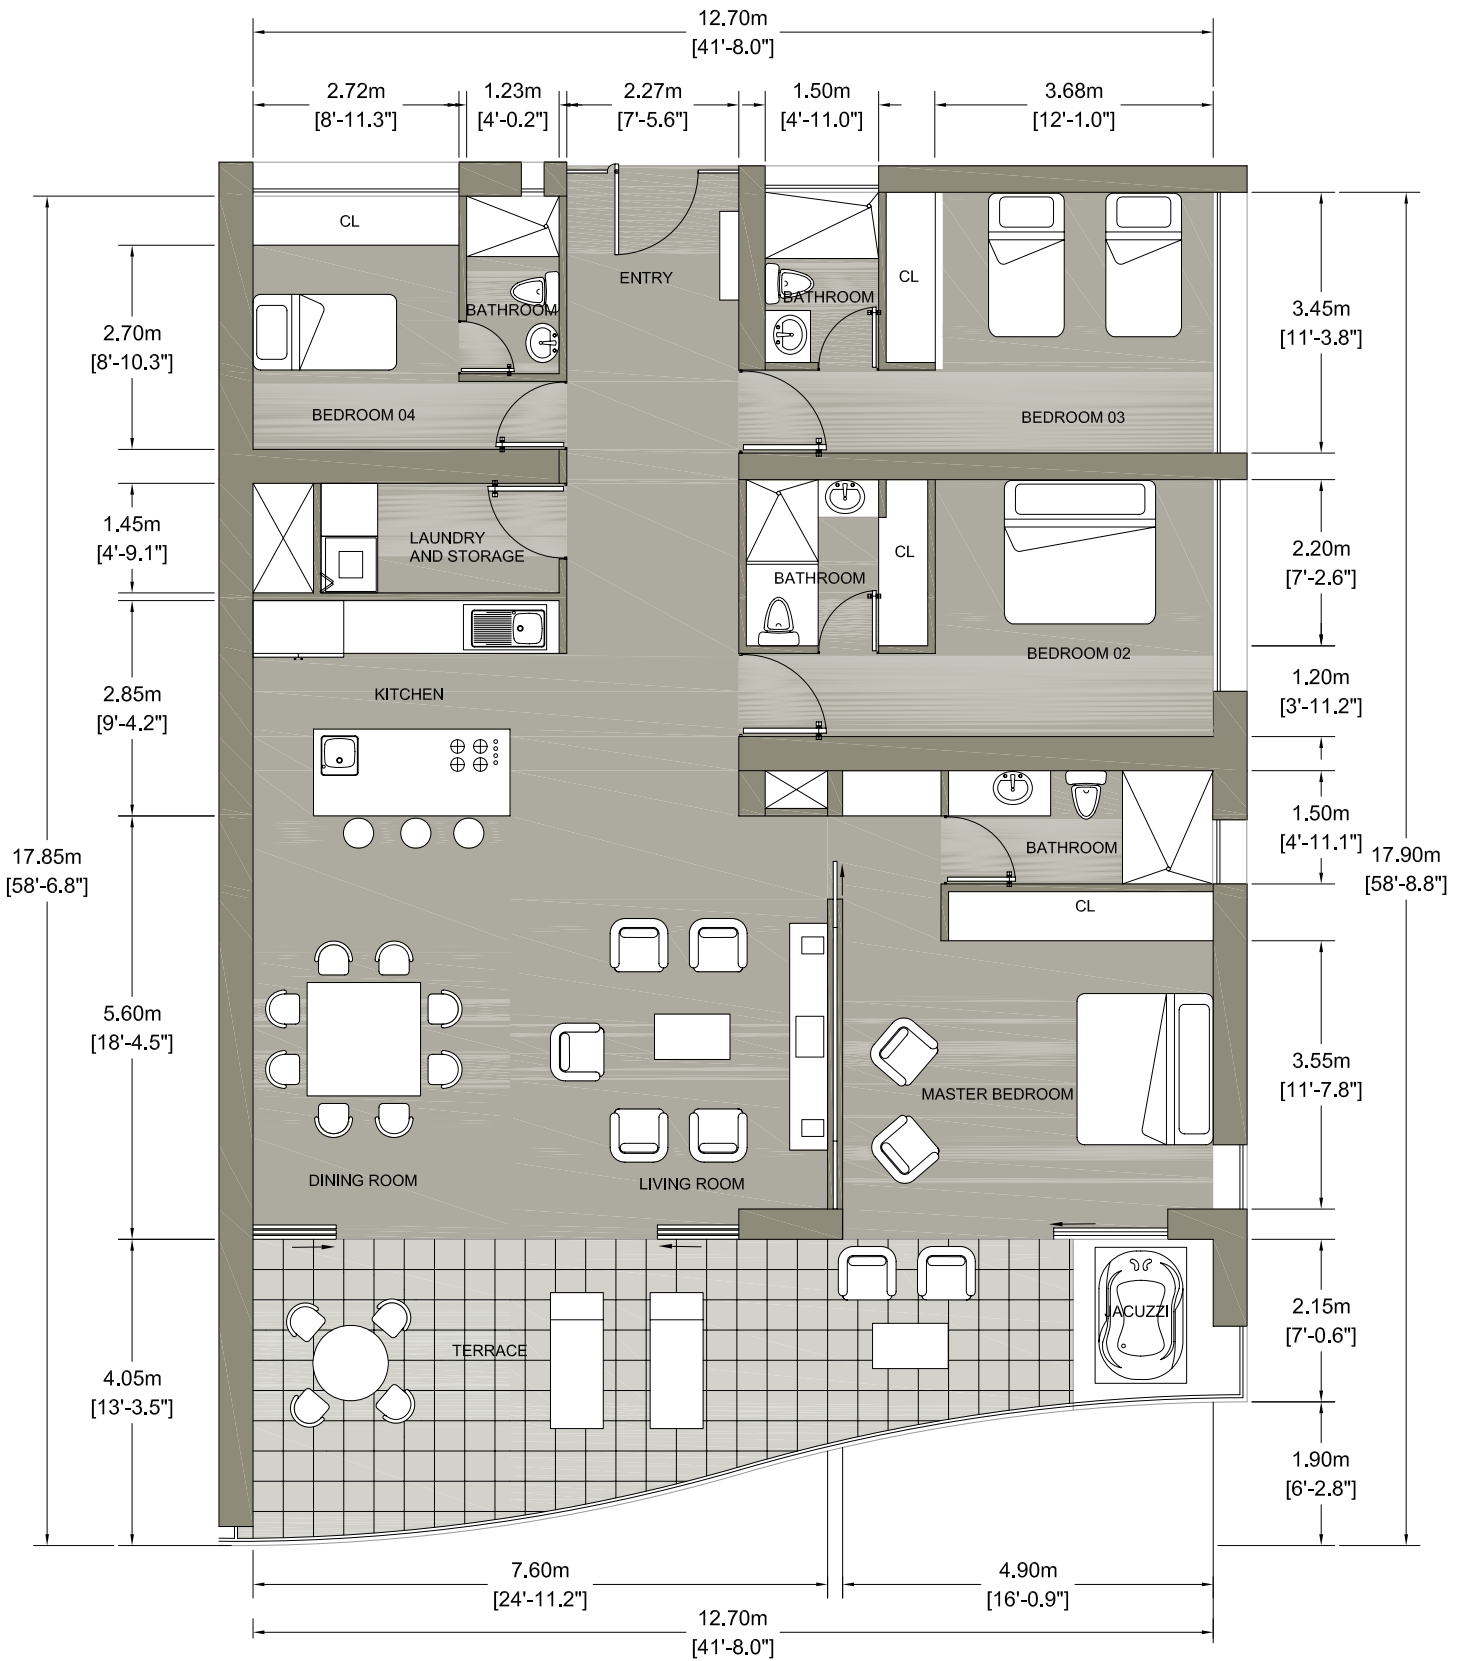 12.70m
[41'-8.0"]
2.72m
[8'-11.3"]
1.23m
[4'-0.2"]
2.27m
[7'-5.6"]
1.50m
[4'-11.0"]
3.68m
[12'-1.0"]
CL
ENTRY
CL
BATHROOM
BATHROOM
2.70m
[8'-10.3"]
3.45m
[11'-3.8"]
BEDROOM 04
BEDROOM 03
1.45m
[4'-9.1"]
LAUNDRY
AND STORAGE
CL
BATHROOM
2.20m
[7'-2.6"]
BEDROOM 02
2.85m
[9'-4.2"]
KITCHEN
1.20m
[3'-11.2"]
17.85m
[58'-6.8"]
BATHROOM
1.50m
[4'-11.1"]
17.90m
[58'-8.8"]
CL
5.60m
[18'-4.5"]
MASTER BEDROOM
3.55m
[11'-7.8"]
DINING ROOM
LIVING ROOM
4.05m
[13'-3.5"]
TERRACE
JACUZZI
2.15m
[7'-0.6"]
1.90m
[6'-2.8"]
7.60m
[24'-11.2"]
4.90m
[16'-0.9"]
12.70m
[41'-8.0"]